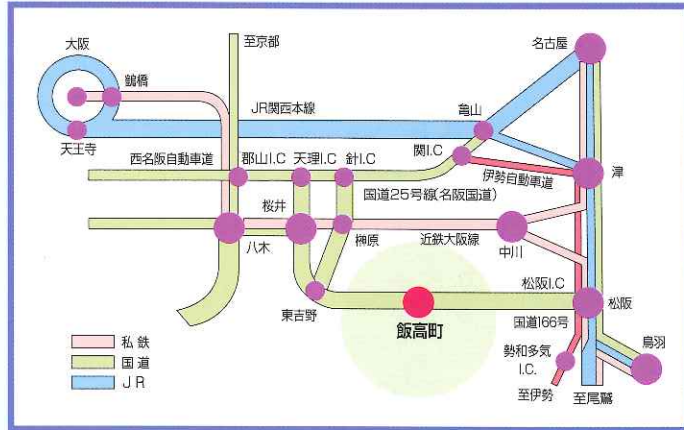 大阪
至京都
名古屋
鶴橋
JR関西本線
亀山
天王寺
関I.C
西名阪自動車道
郡山I.C
天理I.C
針I.C
伊勢自動車道
津
国道25号線(名阪国道)
桜井
八木
榊原
近鉄大阪線
中川
松阪I.C
松阪
東吉野
飯高町
国道166号
鳥羽
勢和多気
I.C.
私鉄
国道
JR
至伊勢
至尾鷲